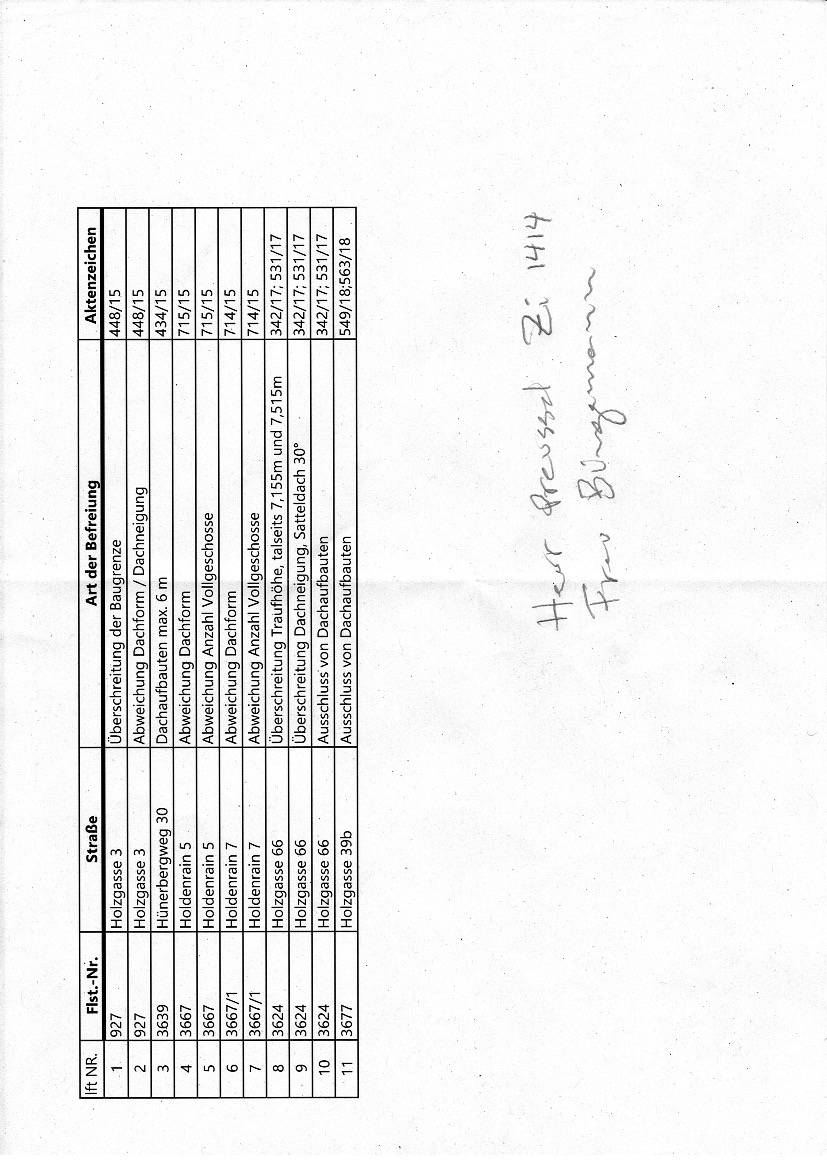 lft NR. Flst.-Nr. Straße Art der Befreiung Aktenzeichen
1 927 Holzgasse 3 Überschreitung der Baugrenze 448/15
2 927 Holzgasse 3 Abweichung Dachform / Dachneigung 448/15
3 3639 Hünerbergweg 30 Dachaufbauten max. 6 m 434/15
4 3667 Holdenrain 5 Abweichung Dachform 715/15
5 3667 Holdenrain 5 Abweichung Anzahl Vollgeschosse 715/15
6 3667/1 Holdenrain 7 Abweichung Dachform 714/15
7 3667/1 Holdenrain 7 Abweichung Anzahl Vollgeschosse 714/15
8 3624 Holzgasse 66 Überschreitung Traufhöhe, talseits 7,155m und 7,515m 342/17; 531/17
9 3624 Holzgasse 66 Überschreitung Dachneigung, Satteldach 30° 342/17; 531/17
10 3624 Holzgasse 66 Ausschluss von Dachaufbauten 342/17; 531/17
11 3677 Holzgasse 39b Ausschluss von Dachaufbauten 549/18;563/18
Herr Zi 1414
Frau